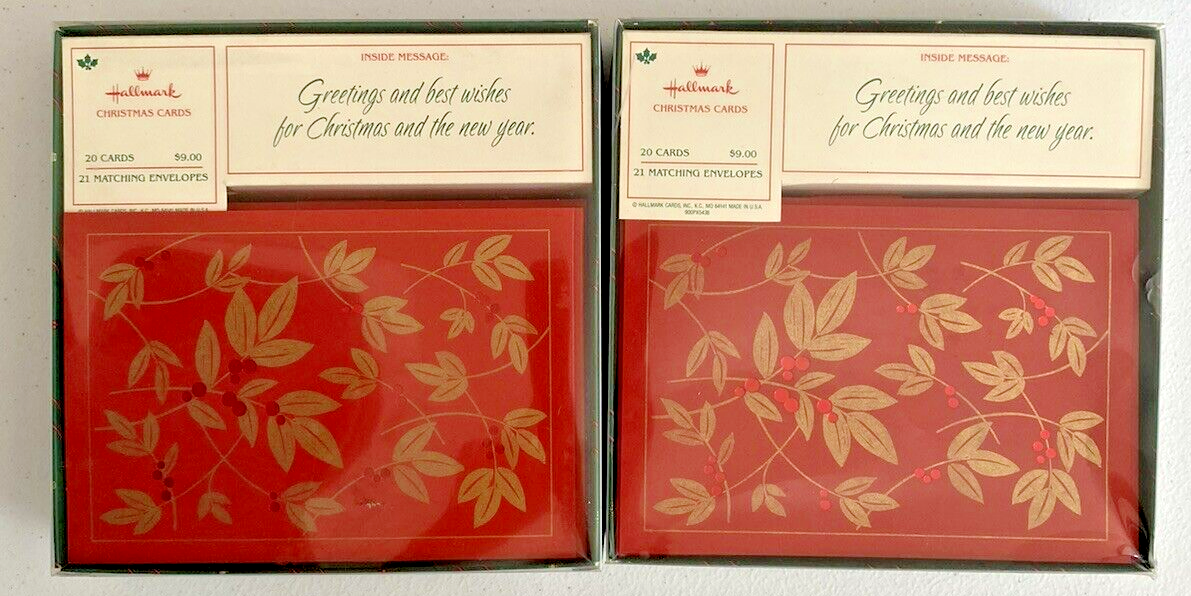 Hallmark
CHRISTMAS CARDS
20 CARDS $9.00
21 MATCHING ENVELOPES
INSIDE MESSAGE:
Greetings and best wishes
for Christmas and the new year.
Hallmark
CHRISTMAS CARDS
20 CARDS $9.00
21 MATCHING ENVELOPES
© HALLMARK CARDS, INC., K.C., MO 64141 MADE IN U.S.A.
INSIDE MESSAGE:
Greetings and best wishes
for Christmas and the new year.